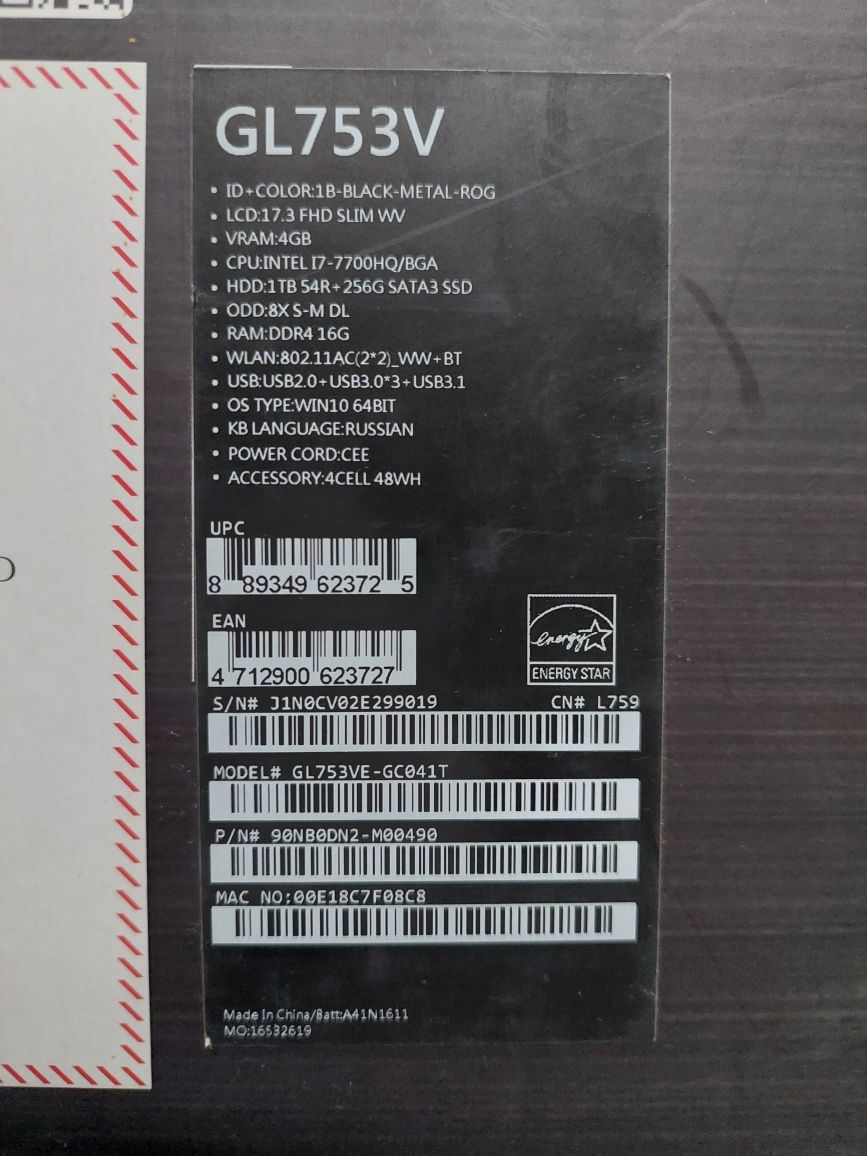 GL753V
• ID+COLOR:1B-BLACK-METAL-ROG
• LCD:17.3 FHD SLIM WV
• VRAM:4GB
• CPU:INTEL I7-7700HQ/BGA
• HDD:1TB 54R+256G SATA3 SSD
• ODD:8X S-M DL
• RAM:DDR4 16G
• WLAN:802.11AC(2*2)_WW+BT
• USB:USB2.0+USB3.0*3+USB3.1
• OS TYPE:WIN10 64BIT
• KB LANGUAGE:RUSSIAN
• POWER CORD:CEE
• ACCESSORY:4CELL 48WH
UPC
8 89349 62372 5
EAN
4 712900 623727
energy
ENERGY STAR
S/N# J1N0CV02E299019 CN# L759
MODEL# GL753VE-GC041T
P/N# 90NB0DN2-M00490
MAC NO:00E18C7F08C8
Made In China/Batt:A41N1611
MO:16532619